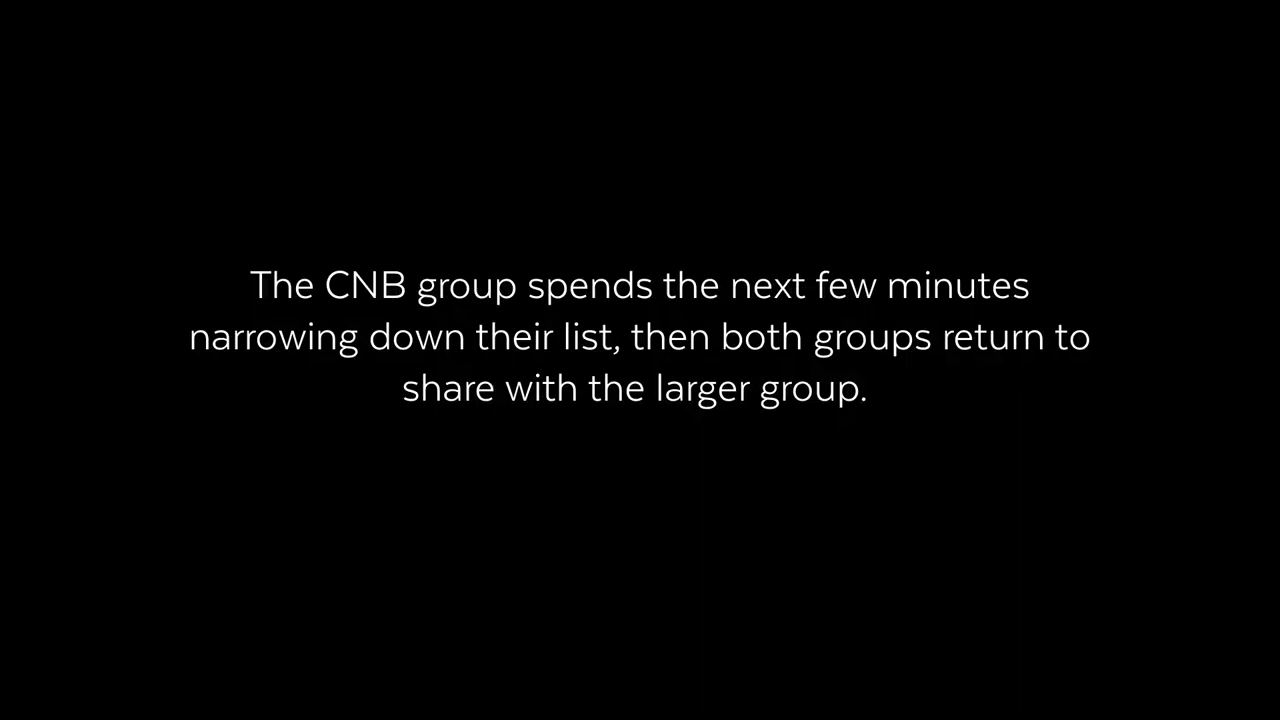 The CNB group spends the next few minutes
narrowing down their list, then both groups return to
share with the larger group.